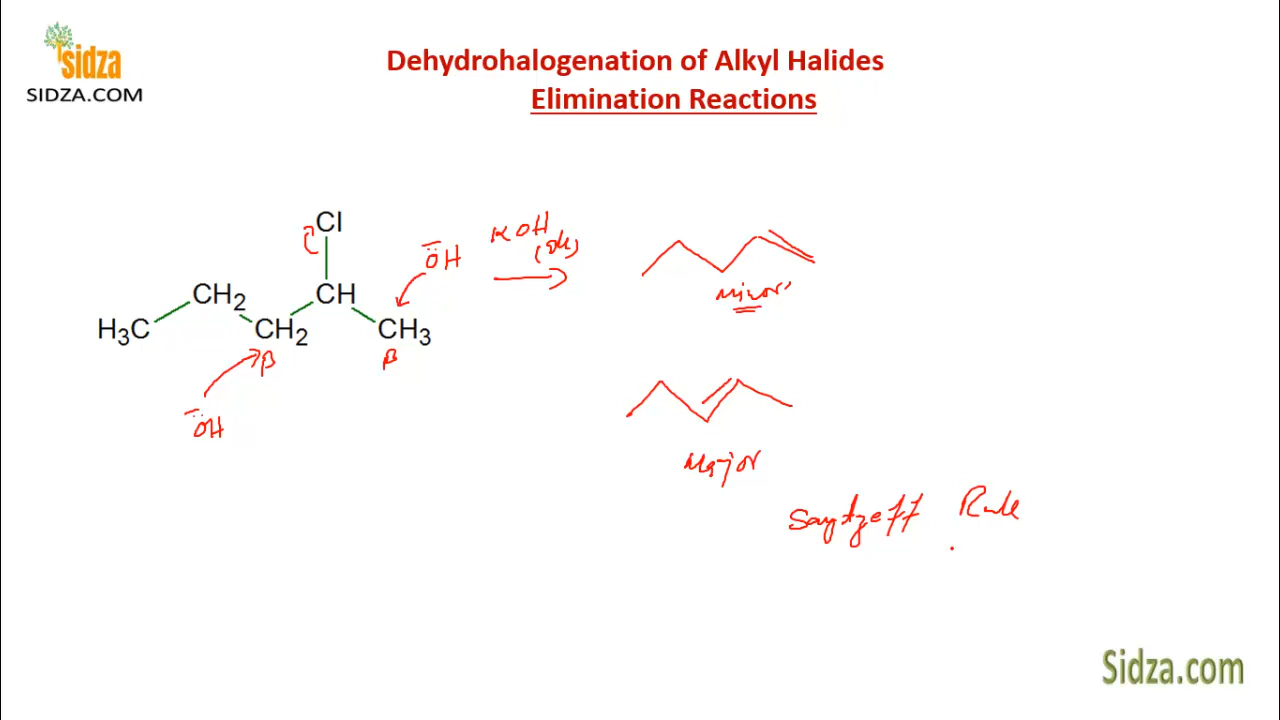 sidza
SIDZA.COM
Dehydrohalogenation of Alkyl Halides
Elimination Reactions
Cl
ŌH
KOH
(alc)
CH2
CH
H3C
CH2
CH3
β
β
ŌH
Minor
Major
Saytzeff Rule
Sidza.com